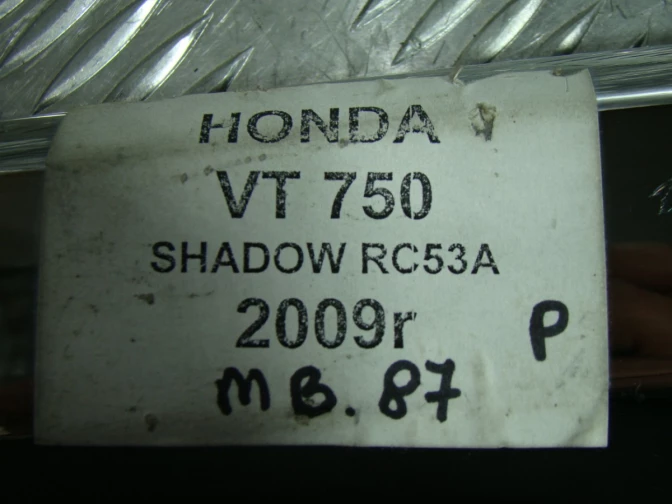 HONDA
VT 750
SHADOW RC53A
2009r
P
MB. 87